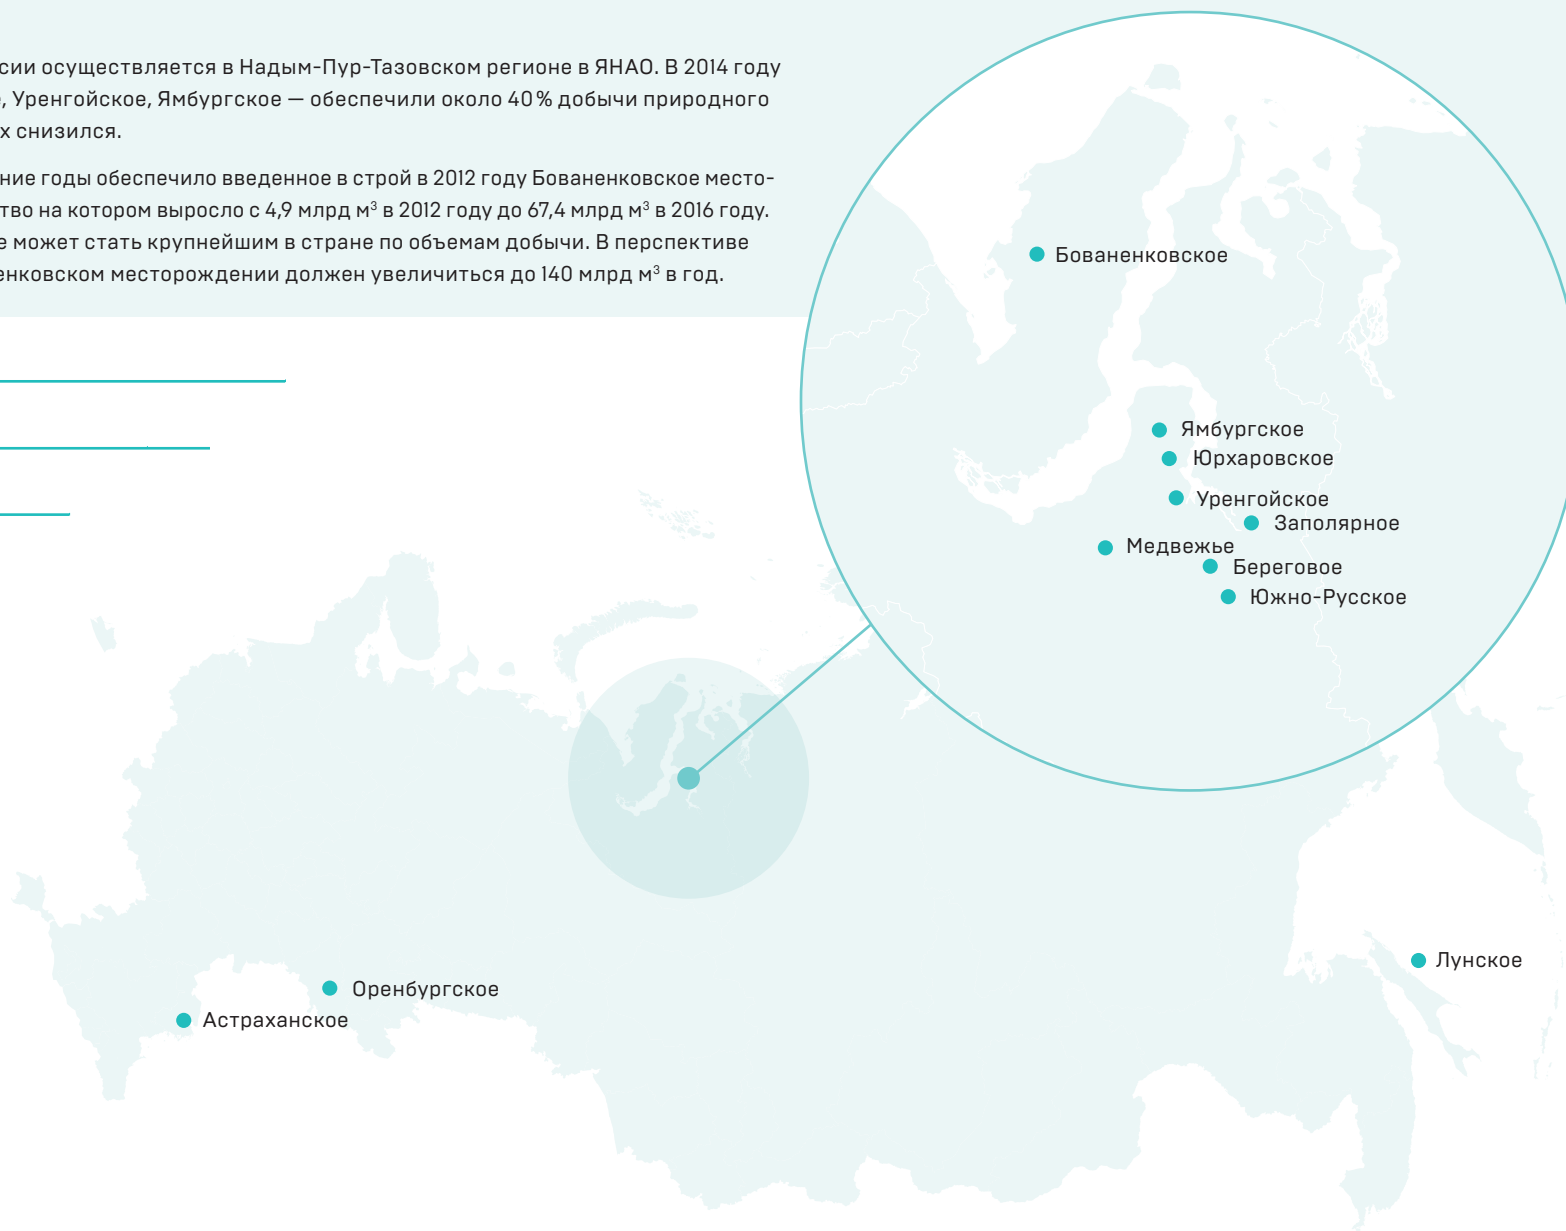 сии осуществляется в Надым-Пур-Тазовском регионе в ЯНАО. В 2014 году
е, Уренгойское, Ямбургское — обеспечили около 40% добычи природного
х снизился.
ние годы обеспечило введенное в строй в 2012 году Бованенковское место-
тво на котором выросло с 4,9 млрд м³ в 2012 году до 67,4 млрд м³ в 2016 году.
е может стать крупнейшим в стране по объемам добычи. В перспективе
енковском месторождении должен увеличиться до 140 млрд м³ в год.
Бованенковское
Ямбургское
Юрхаровское
Уренгойское
Заполярное
Медвежье
Береговое
Южно-Русское
Лунское
Оренбургское
Астраханское